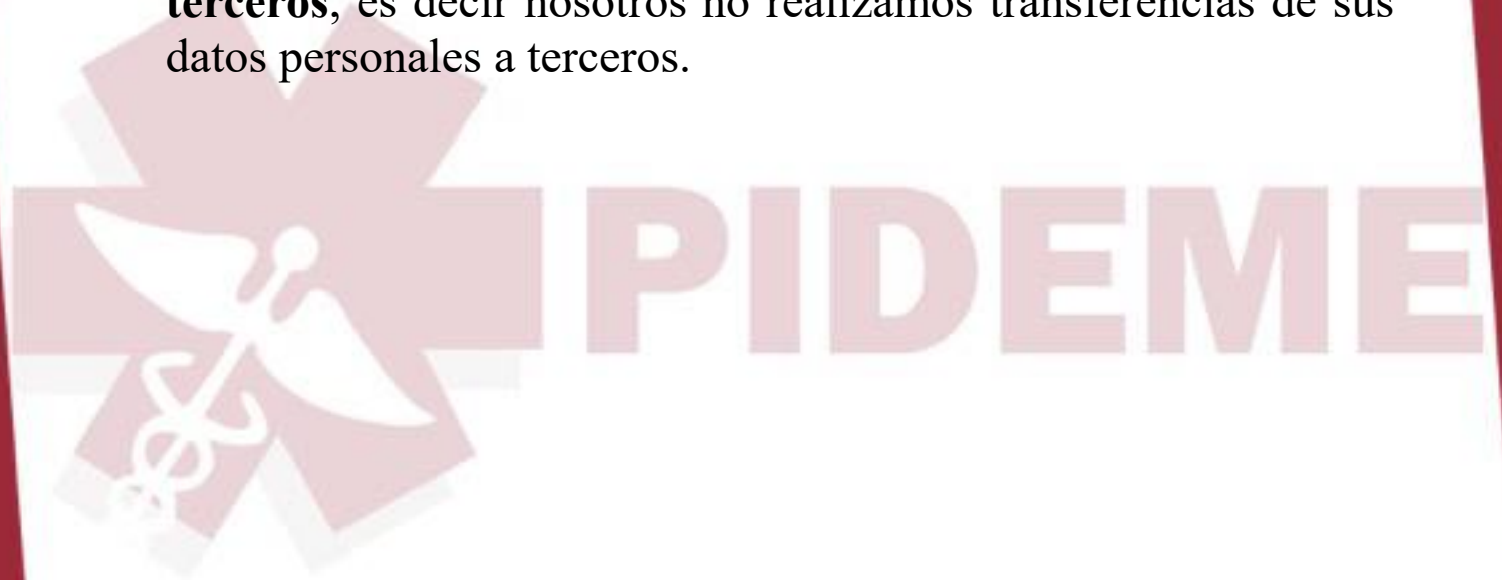 terceros, es decir nosotros no realizamos transferencias de sus
datos personales a terceros.
PIDEME